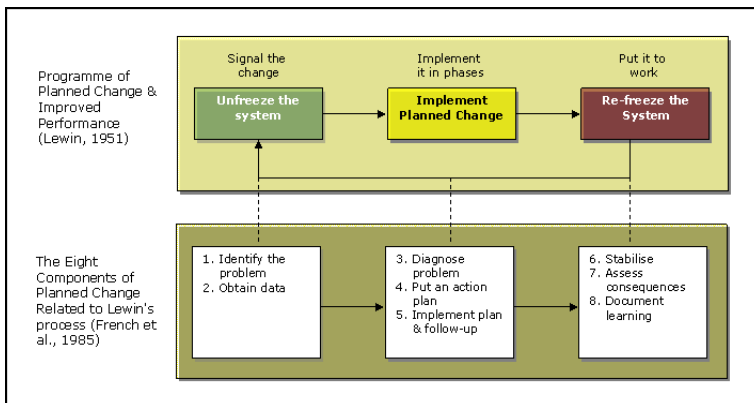 Programme of
Planned Change &
Improved
Performance
(Lewin, 1951)
Signal the
change
Implement
it in phases
Put it to
work
Unfreeze the
system
Implement
Planned Change
Re-freeze the
System
The Eight
Components of
Planned Change
Related to Lewin's
process (French et
al., 1985)
1. Identify the
problem
2. Obtain data
3. Diagnose
problem
4. Put an action
plan
5. Implement plan
& follow-up
6. Stabilise
7. Assess
consequences
8. Document
learning